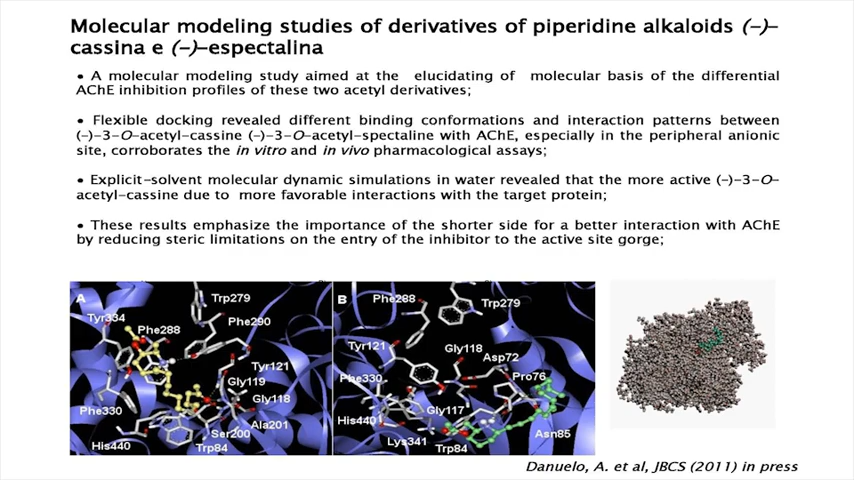 Molecular modeling studies of derivatives of piperidine alkaloids (-)-
cassina e (-)-espectalina
• A molecular modeling study aimed at the elucidating of molecular basis of the differential
AChE inhibition profiles of these two acetyl derivatives;
• Flexible docking revealed different binding conformations and interaction patterns between
(-)-3-O-acetyl-cassine (-)-3-O-acetyl-spectaline with AChE, especially in the peripheral anionic
site, corroborates the in vitro and in vivo pharmacological assays;
• Explicit-solvent molecular dynamic simulations in water revealed that the more active (-)-3-O-
acetyl-cassine due to more favorable interactions with the target protein;
• These results emphasize the importance of the shorter side for a better interaction with AChE
by reducing steric limitations on the entry of the inhibitor to the active site gorge;
A
Trp279
Tyr334
Phe288
Phe290
Tyr121
Gly119
Gly118
Phe330
Ala201
Ser200
His440
Trp84
B
Phe288
Trp279
Tyr121
Gly118
Asp72
Phe330
Pro76
Gly117
His440
Asn85
Lys341
Trp84
Danuelo, A. et al, JBCS (2011) in press